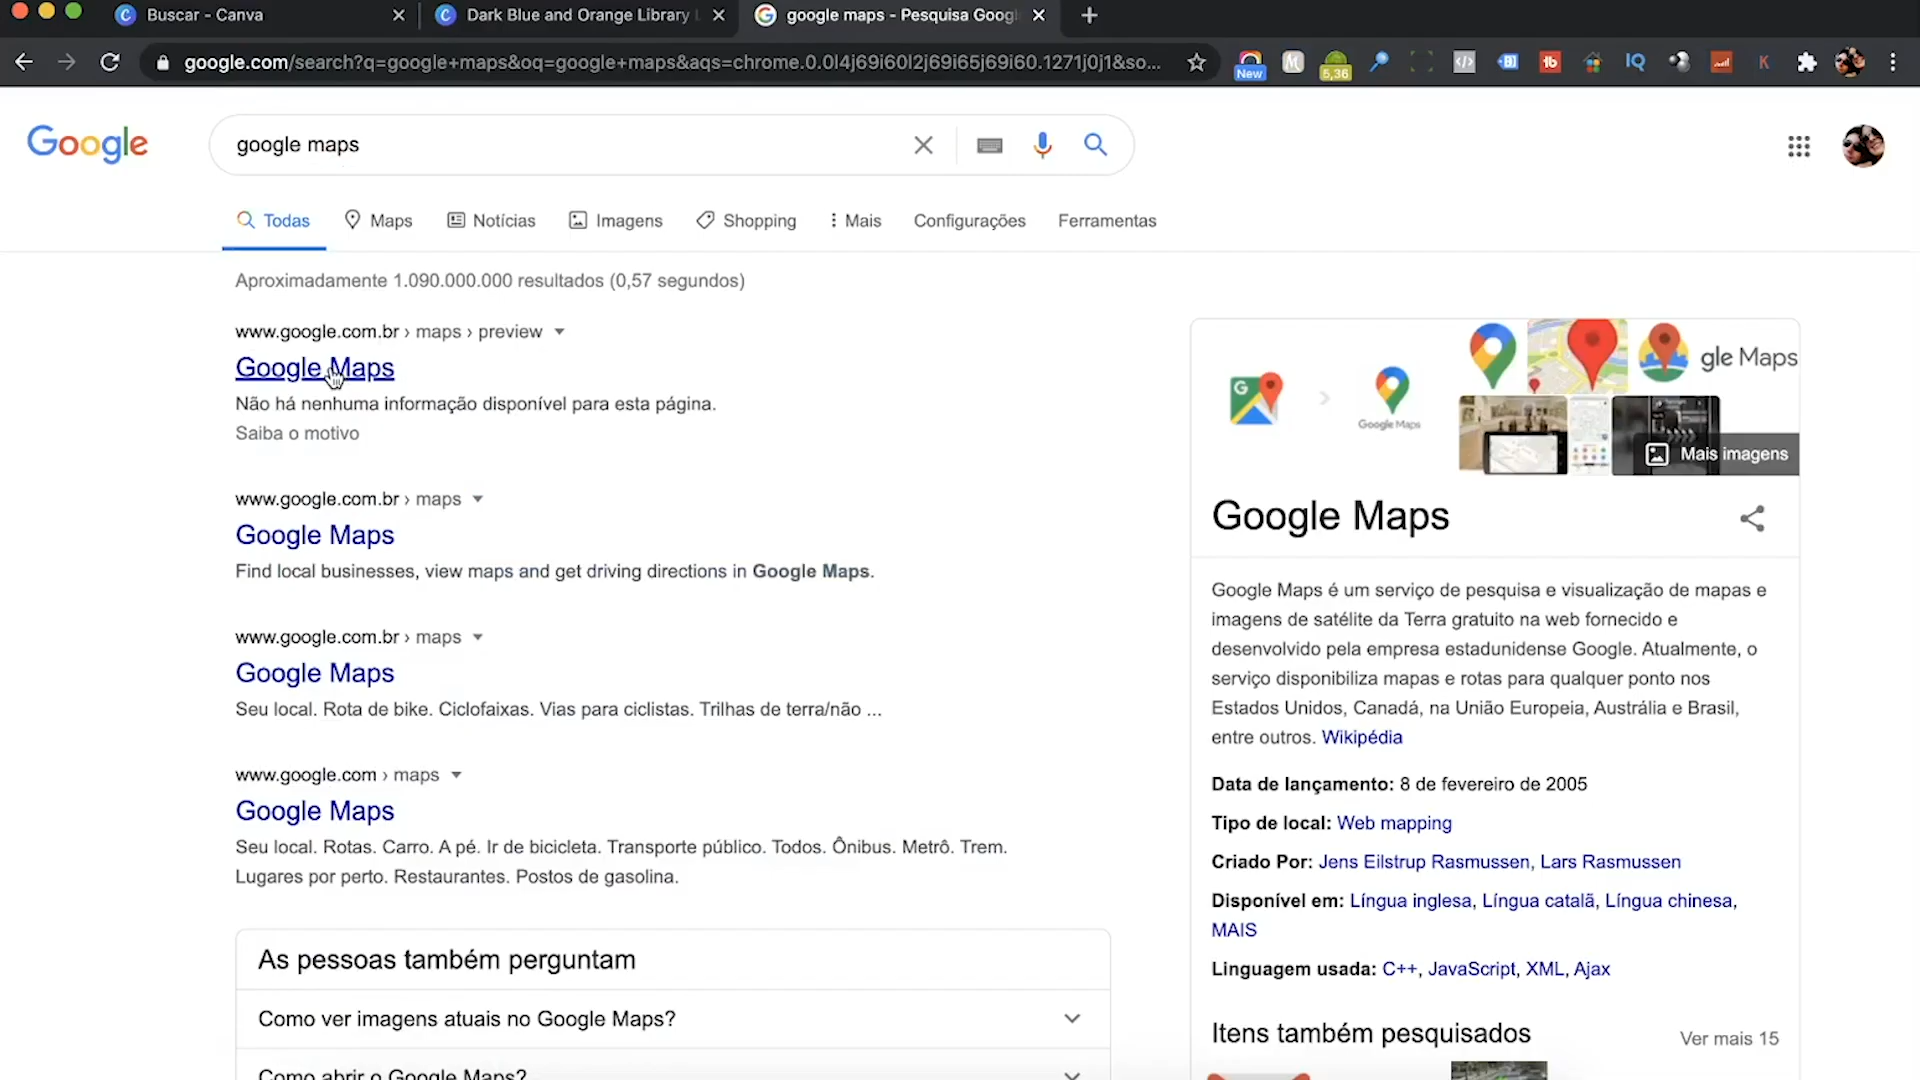 Buscar - Canva
Dark Blue and Orange Library
google maps - Pesquisa Googl
google.com/search?q=google+maps&oq=google+maps&aqs=chrome.0.0l4j69i60l2j69i65j69i60.1271j0j1&so...
New
5,36
Google
google maps
Todas
Maps
Notícias
Imagens
Shopping
Mais
Configurações
Ferramentas
Aproximadamente 1.090.000.000 resultados (0,57 segundos)
www.google.com.br › maps › preview
Google Maps
Não há nenhuma informação disponível para esta página.
Saiba o motivo
www.google.com.br › maps
Google Maps
Find local businesses, view maps and get driving directions in Google Maps.
www.google.com.br › maps
Google Maps
Seu local. Rota de bike. Ciclofaixas. Vias para ciclistas. Trilhas de terra/não ...
www.google.com › maps
Google Maps
Seu local. Rotas. Carro. A pé. Ir de bicicleta. Transporte público. Todos. Ônibus. Metrô. Trem.
Lugares por perto. Restaurantes. Postos de gasolina.
As pessoas também perguntam
Como ver imagens atuais no Google Maps?
Como abrir o Google Maps?
Google Maps
gle Maps
Mais imagens
Google Maps
Google Maps é um serviço de pesquisa e visualização de mapas e
imagens de satélite da Terra gratuito na web fornecido e
desenvolvido pela empresa estadunidense Google. Atualmente, o
serviço disponibiliza mapas e rotas para qualquer ponto nos
Estados Unidos, Canadá, na União Europeia, Austrália e Brasil,
entre outros. Wikipédia
Data de lançamento: 8 de fevereiro de 2005
Tipo de local: Web mapping
Criado Por: Jens Eilstrup Rasmussen, Lars Rasmussen
Disponível em: Língua inglesa, Língua catalã, Língua chinesa,
MAIS
Linguagem usada: C++, JavaScript, XML, Ajax
Itens também pesquisados
Ver mais 15